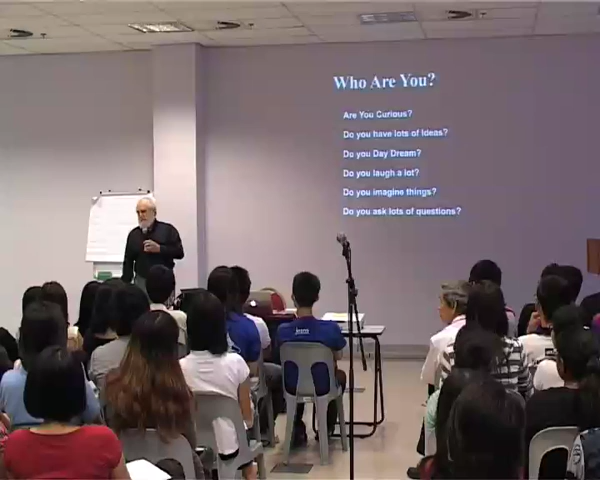 Who Are You?
Are You Curious?
Do you have lots of Ideas?
Do you Day Dream?
Do you laugh a lot?
Do you imagine things?
Do you ask lots of questions?